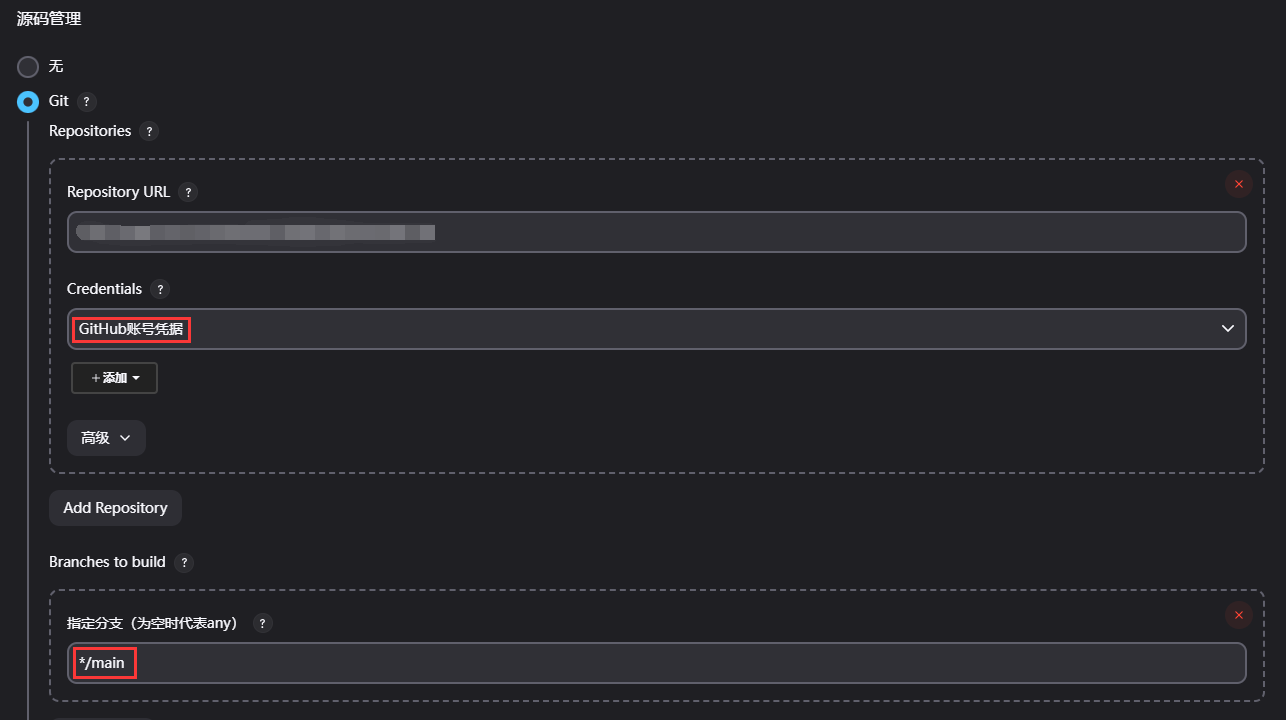 源码管理
无
Git ?
Repositories ?
Repository URL ?
Credentials ?
GitHub账号凭据
+添加
高级
Add Repository
Branches to build ?
指定分支（为空时代表any） ?
*/main